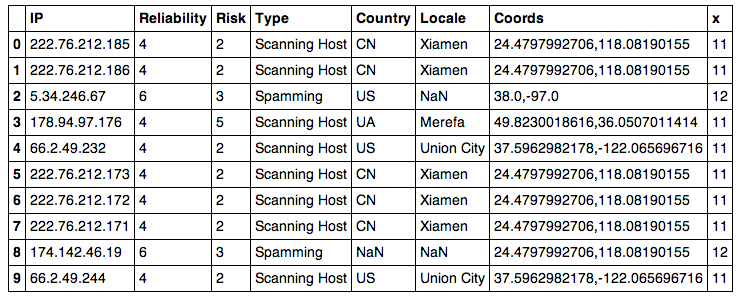 IP Reliability Risk Type Country Locale Coords x
0 222.76.212.185 4 2 Scanning Host CN Xiamen 24.4797992706,118.08190155 11
1 222.76.212.186 4 2 Scanning Host CN Xiamen 24.4797992706,118.08190155 11
2 5.34.246.67 6 3 Spamming US NaN 38.0,-97.0 12
3 178.94.97.176 4 5 Scanning Host UA Merefa 49.8230018616,36.0507011414 11
4 66.2.49.232 4 2 Scanning Host US Union City 37.5962982178,-122.065696716 11
5 222.76.212.173 4 2 Scanning Host CN Xiamen 24.4797992706,118.08190155 11
6 222.76.212.172 4 2 Scanning Host CN Xiamen 24.4797992706,118.08190155 11
7 222.76.212.171 4 2 Scanning Host CN Xiamen 24.4797992706,118.08190155 11
8 174.142.46.19 6 3 Spamming NaN NaN 24.4797992706,118.08190155 12
9 66.2.49.244 4 2 Scanning Host US Union City 37.5962982178,-122.065696716 11